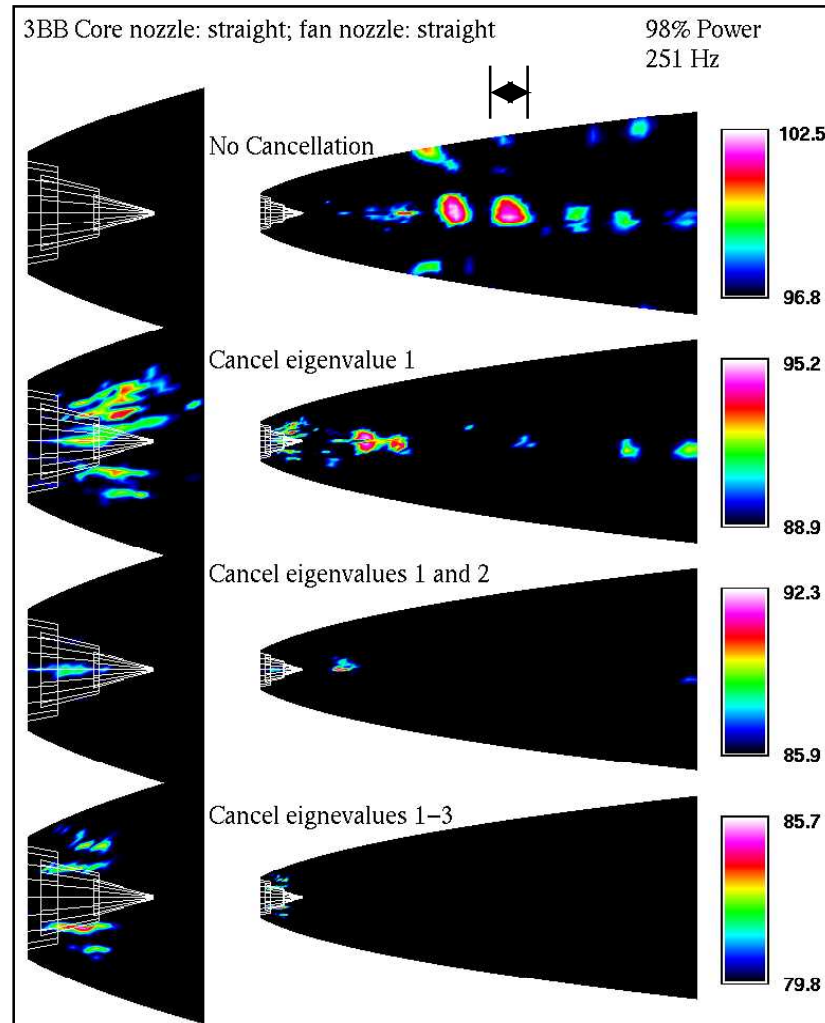 3BB Core nozzle: straight; fan nozzle: straight
98% Power
251 Hz
No Cancellation
102.5
96.8
Cancel eigenvalue 1
95.2
88.9
Cancel eigenvalues 1 and 2
92.3
85.9
Cancel eignevalues 1–3
85.7
79.8